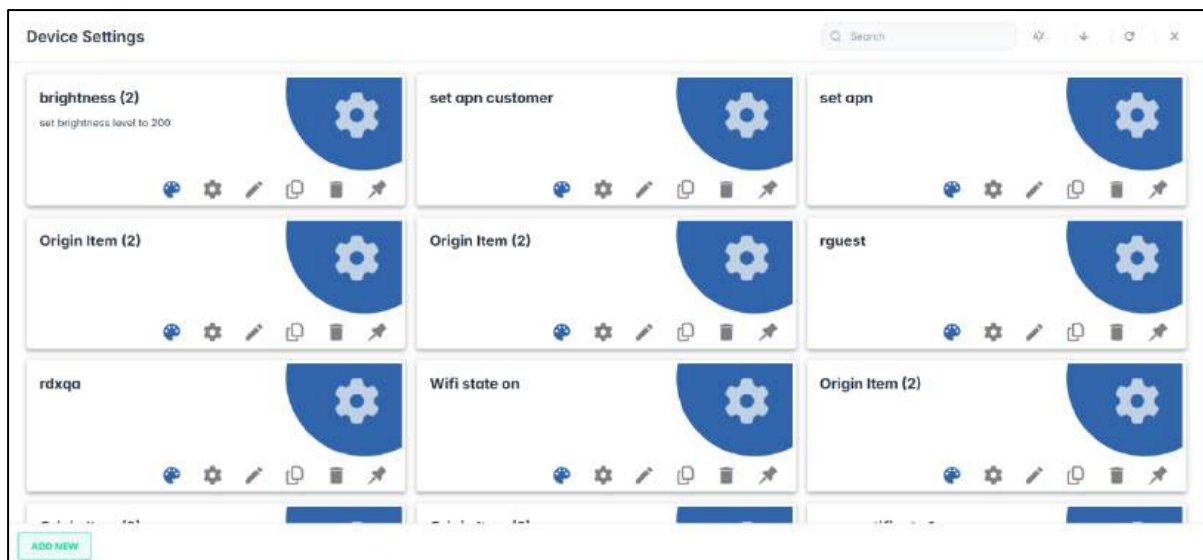 Device Settings
Search
brightness (2)
set brightness level to 200
set apn customer
set apn
Origin Item (2)
Origin Item (2)
rguest
rdxqa
Wifi state on
Origin Item (2)
ADD NEW